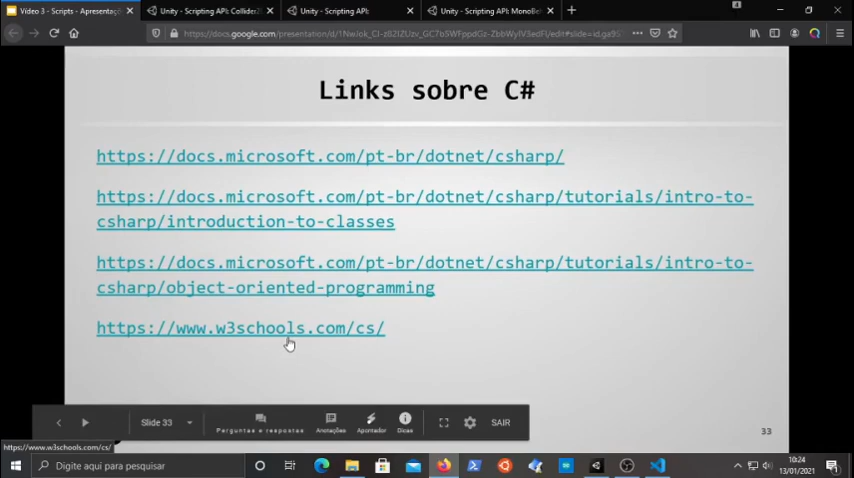 Vídeo 3 - Scripts - Apresentaç
Unity - Scripting API: Collider
Unity - Scripting API:
Unity - Scripting API: MonoBe
Links sobre C#
https://docs.microsoft.com/pt-br/dotnet/csharp/
https://docs.microsoft.com/pt-br/dotnet/csharp/tutorials/intro-to-
csharp/introduction-to-classes
https://docs.microsoft.com/pt-br/dotnet/csharp/tutorials/intro-to-
csharp/object-oriented-programming
https://www.w3schools.com/cs/
Slide 33
Perguntas e respostas
Anotações
Apontador
Dicas
SAIR
33
https://www.w3schools.com/cs/
Digite aqui para pesquisar
10:24
13/01/2021